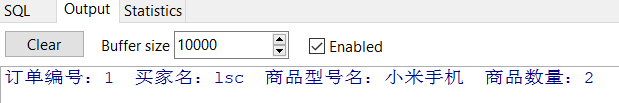 SQL Output Statistics
Clear Buffer size 10000 Enabled
订单编号：1 买家名：lsc 商品型号名：小米手机 商品数量：2